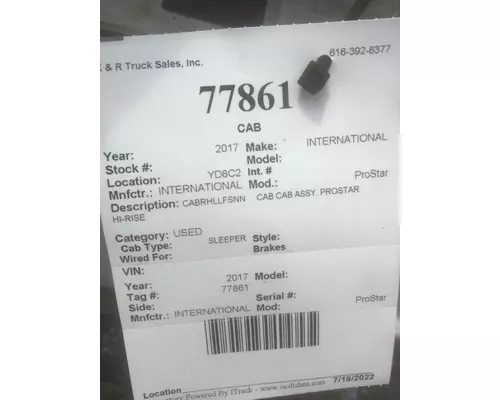 & R Truck Sales, Inc. 616-392-8377
77861
CAB
Year: 2017 Make: INTERNATIONAL
Stock #: Model:
Location: YD8C2 Int. #
Mnfctr.: INTERNATIONAL Mod.: ProStar
Description: CABRHLLFSNN CAB CAB ASSY, PROSTAR
HI-RISE
Category: USED
Cab Type: SLEEPER Style:
Wired For: Brakes
VIN:
Year: 2017 Model:
Tag #: 77861
Side: Serial #:
Mnfctr.: INTERNATIONAL Mod: ProStar
Location
Powered By ITrack - www.isoftdata.com 7/19/2022